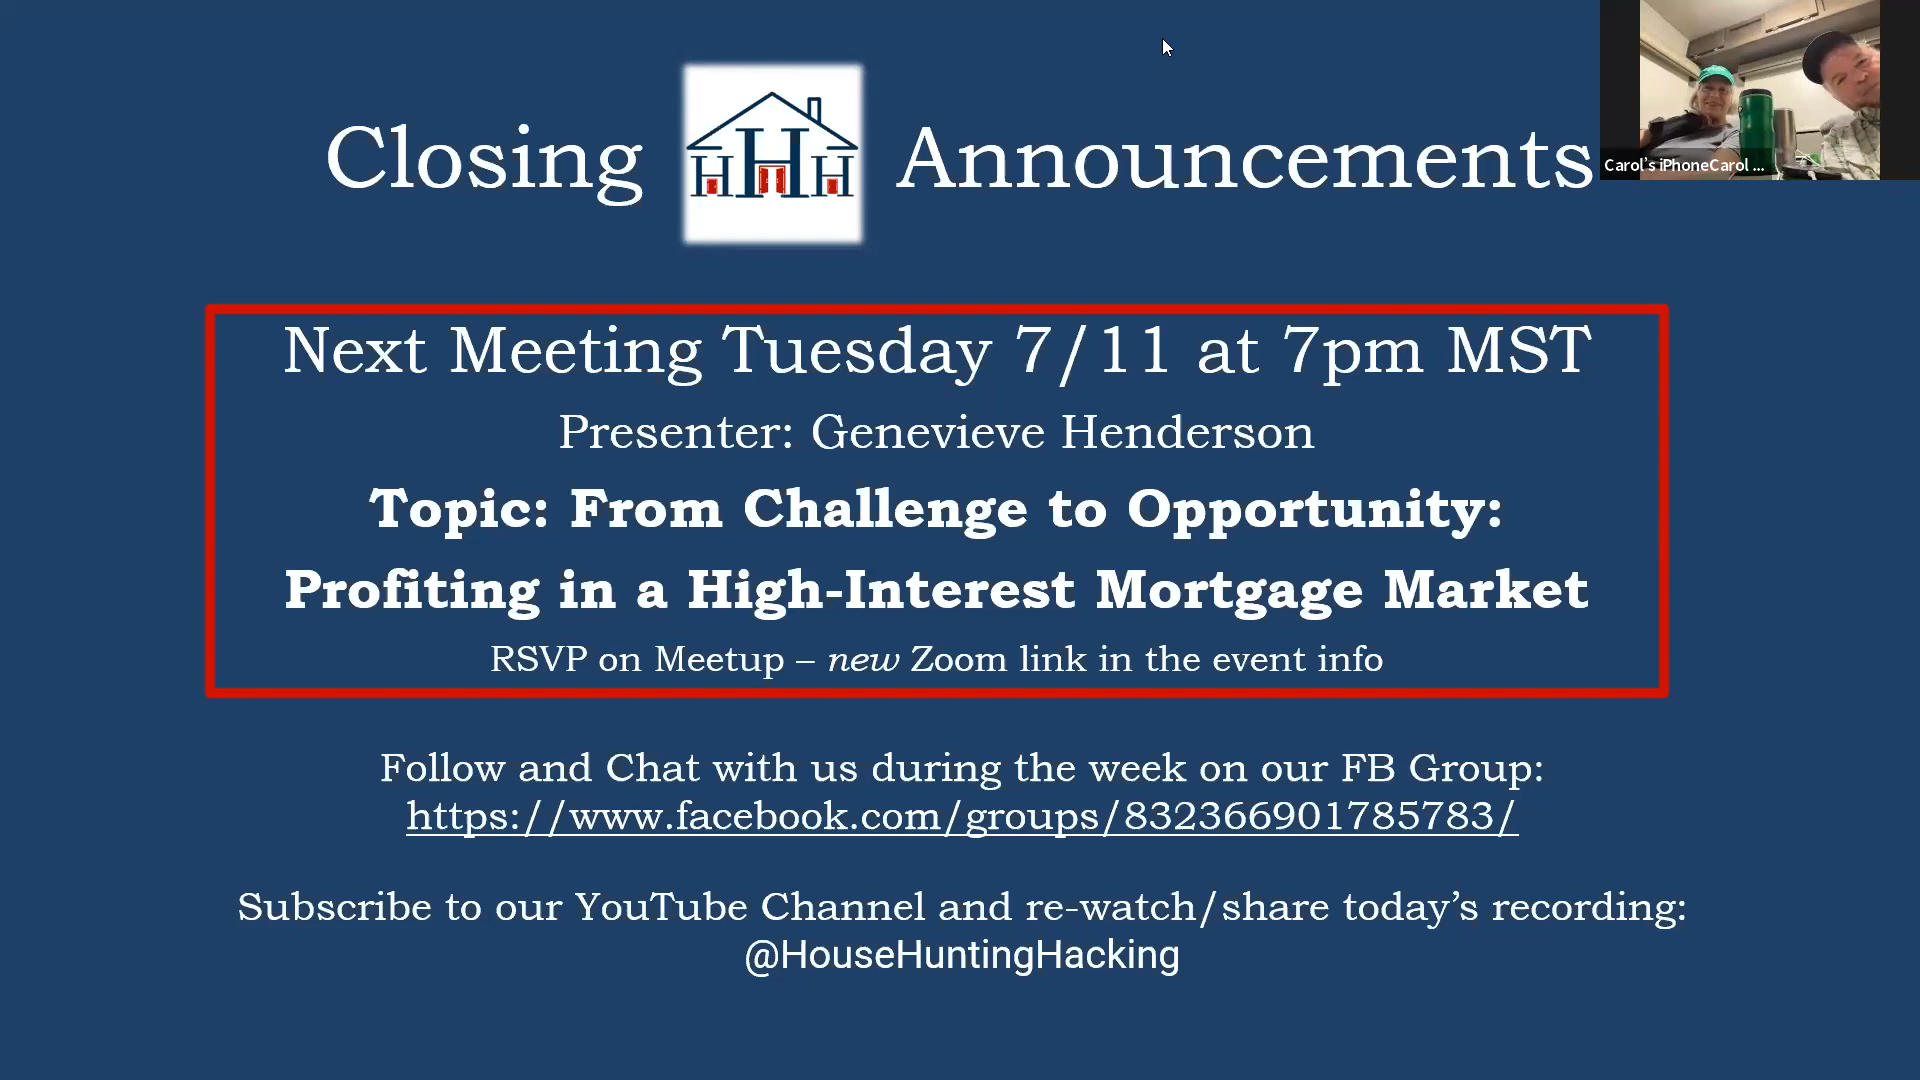 Closing HHH Announcements
Carol’s iPhoneCarol ...
Next Meeting Tuesday 7/11 at 7pm MST
Presenter: Genevieve Henderson
Topic: From Challenge to Opportunity:
Profiting in a High-Interest Mortgage Market
RSVP on Meetup – new Zoom link in the event info
Follow and Chat with us during the week on our FB Group:
https://www.facebook.com/groups/832366901785783/
Subscribe to our YouTube Channel and re-watch/share today’s recording:
@HouseHuntingHacking